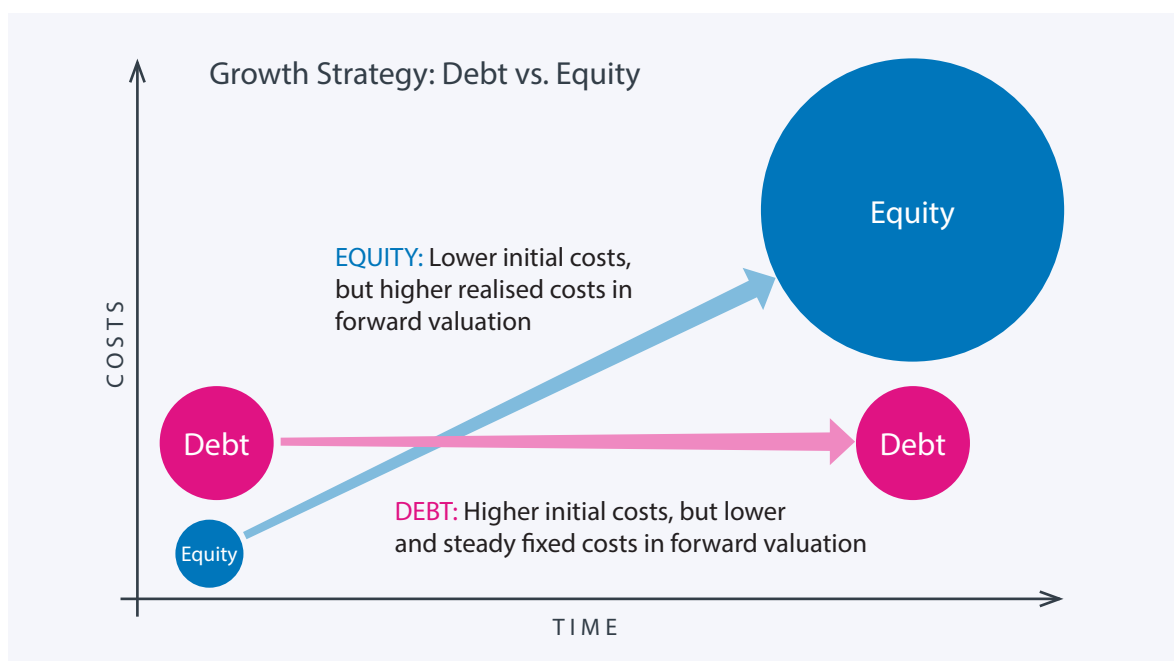 Growth Strategy: Debt vs. Equity
Equity
EQUITY: Lower initial costs,
but higher realised costs in
forward valuation
COSTS
Debt
Debt
DEBT: Higher initial costs, but lower
and steady fixed costs in forward valuation
Equity
TIME